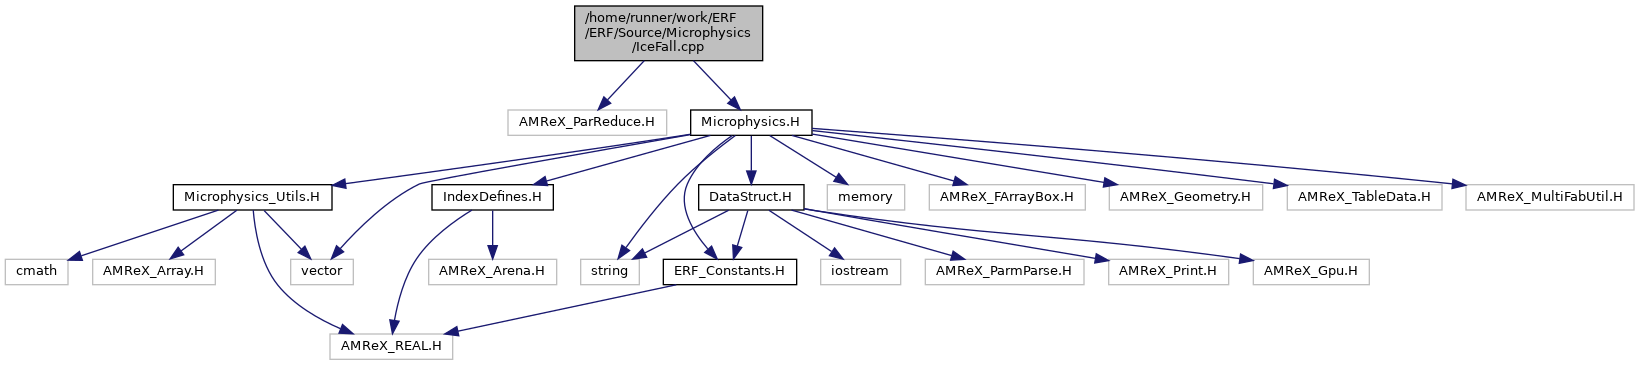 /home/runner/work/ERF
/ERF/Source/Microphysics
/IceFall.cpp
AMReX_ParReduce.H
Microphysics.H
Microphysics_Utils.H
IndexDefines.H
DataStruct.H
memory
AMReX_FArrayBox.H
AMReX_Geometry.H
AMReX_TableData.H
AMReX_MultiFabUtil.H
cmath
AMReX_Array.H
vector
AMReX_Arena.H
string
ERF_Constants.H
iostream
AMReX_ParmParse.H
AMReX_Print.H
AMReX_Gpu.H
AMReX_REAL.H